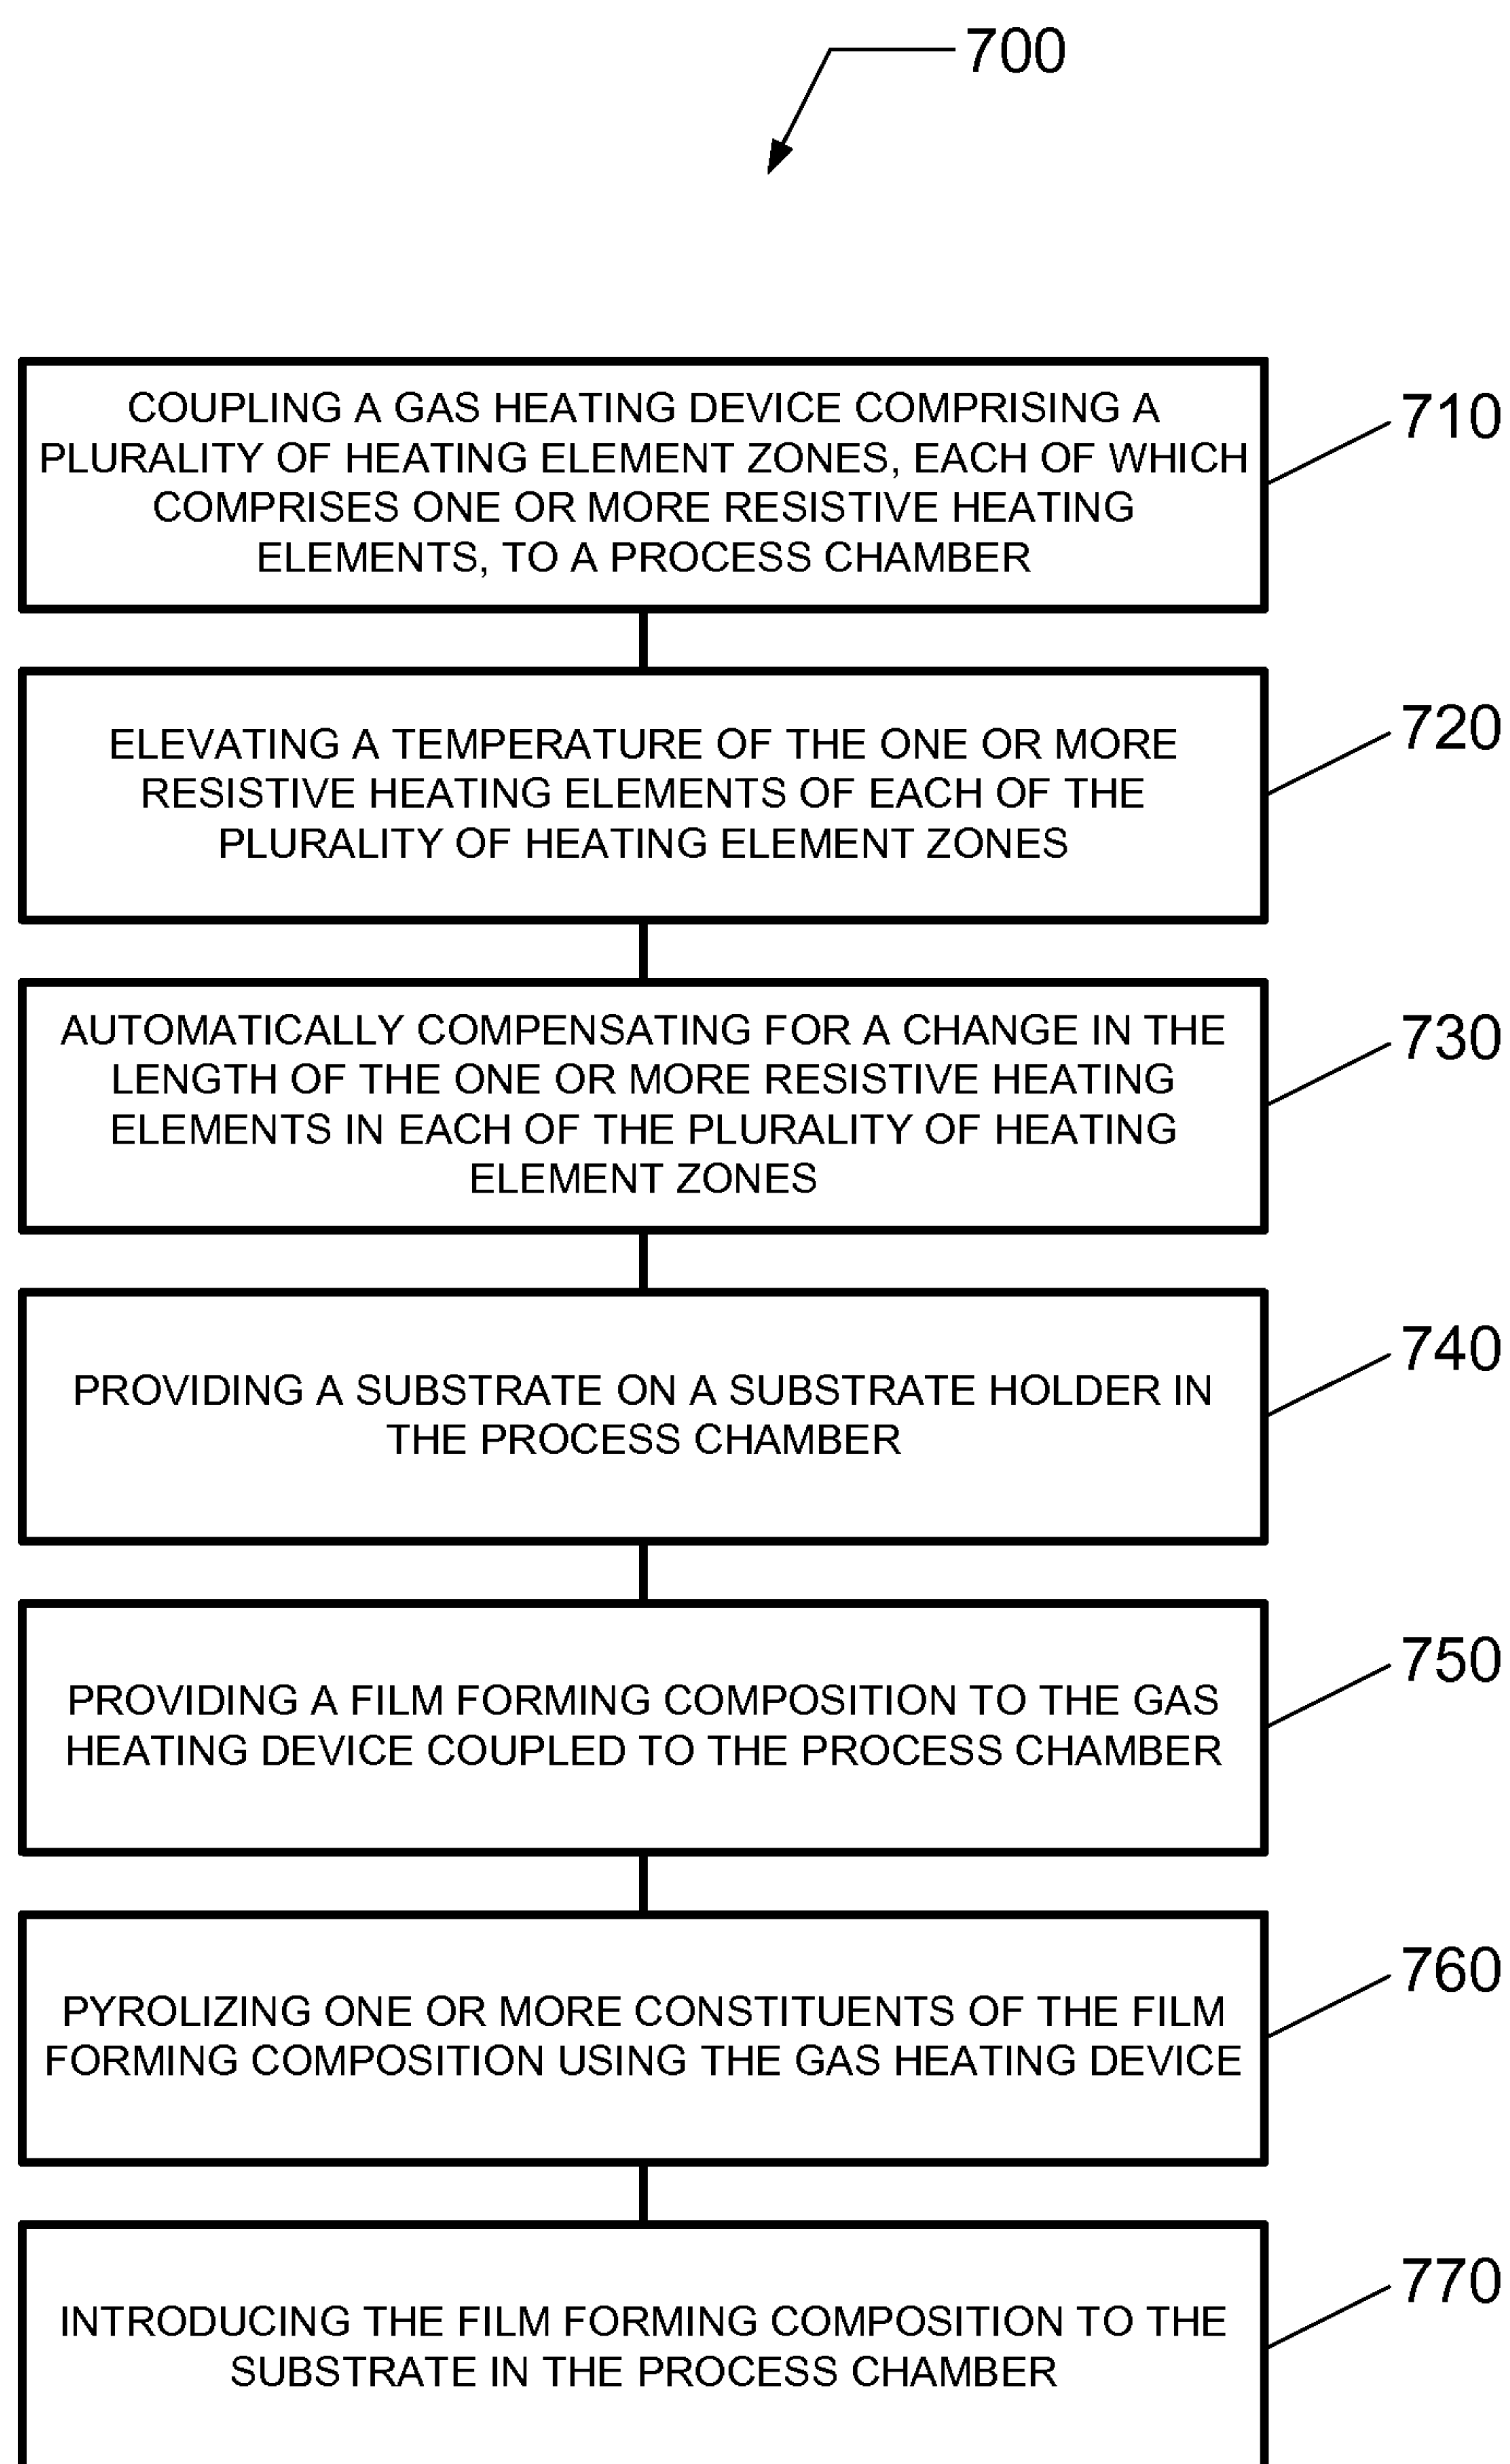 700
COUPLING A GAS HEATING DEVICE COMPRISING A
PLURALITY OF HEATING ELEMENT ZONES, EACH OF WHICH
COMPRISES ONE OR MORE RESISTIVE HEATING
ELEMENTS, TO A PROCESS CHAMBER
710
ELEVATING A TEMPERATURE OF THE ONE OR MORE
RESISTIVE HEATING ELEMENTS OF EACH OF THE
PLURALITY OF HEATING ELEMENT ZONES
720
AUTOMATICALLY COMPENSATING FOR A CHANGE IN THE
LENGTH OF THE ONE OR MORE RESISTIVE HEATING
ELEMENTS IN EACH OF THE PLURALITY OF HEATING
ELEMENT ZONES
730
PROVIDING A SUBSTRATE ON A SUBSTRATE HOLDER IN
THE PROCESS CHAMBER
740
PROVIDING A FILM FORMING COMPOSITION TO THE GAS
HEATING DEVICE COUPLED TO THE PROCESS CHAMBER
750
PYROLIZING ONE OR MORE CONSTITUENTS OF THE FILM
FORMING COMPOSITION USING THE GAS HEATING DEVICE
760
INTRODUCING THE FILM FORMING COMPOSITION TO THE
SUBSTRATE IN THE PROCESS CHAMBER
770